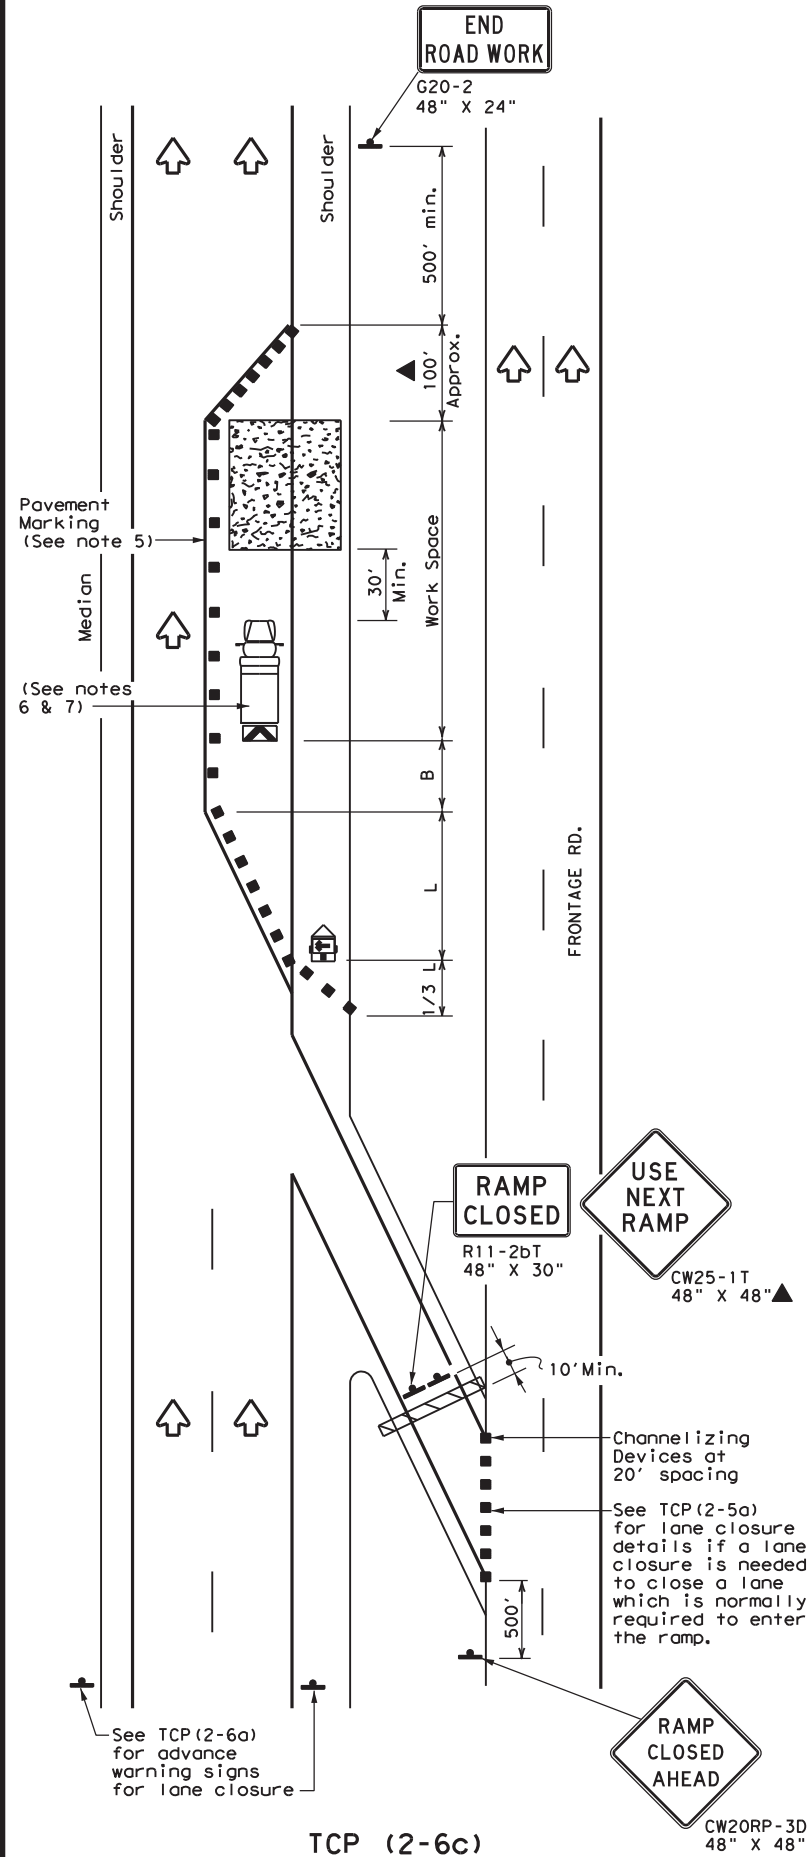 END
ROAD WORK
G20-2
48" X 24"
Shoulder
Shoulder
500' min.
100'
Approx.
Pavement
Marking
(See note 5)
30'
Min.
Work Space
Median
(See notes
6 & 7)
B
L
1/3 L
FRONTAGE RD.
RAMP
CLOSED
R11-2bT
48" X 30"
USE
NEXT
RAMP
CW25-1T
48" X 48"
10'Min.
Channelizing
Devices at
20' spacing
See TCP(2-5a)
for lane closure
details if a lane
closure is needed
to close a lane
which is normally
required to enter
the ramp.
500'
See TCP(2-6a)
for advance
warning signs
for lane closure
RAMP
CLOSED
AHEAD
CW20RP-3D
48" X 48"
TCP (2-6c)